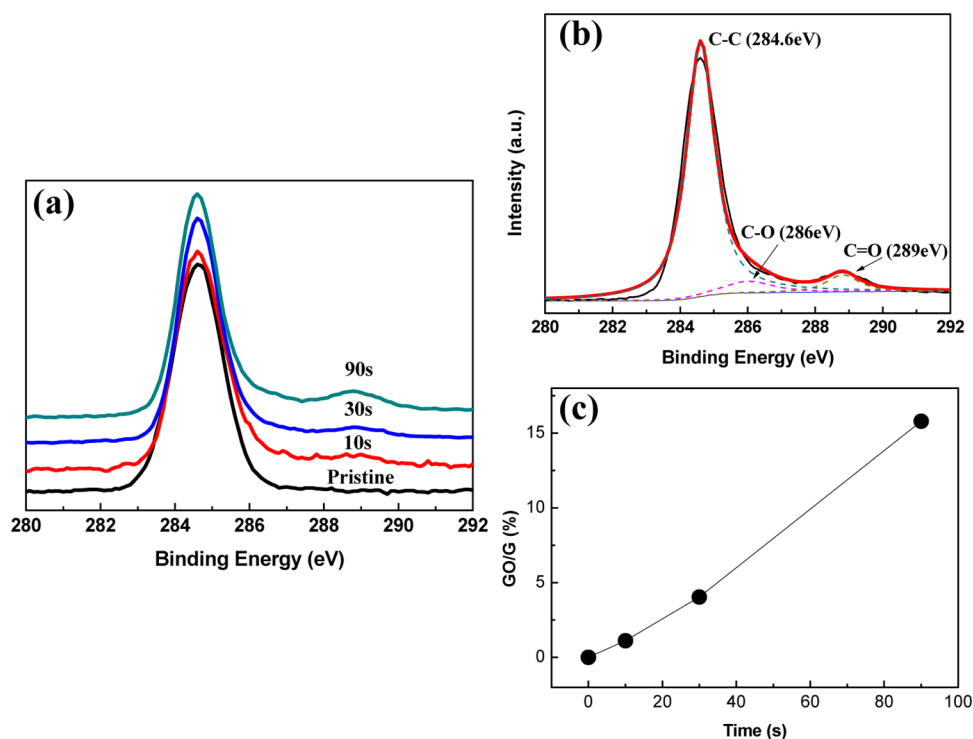 (a)
90s
30s
10s
Pristine
280 282 284 286 288 290 292
Binding Energy (eV)
(b)
C-C (284.6eV)
C-O (286eV)
C=O (289eV)
Intensity (a.u.)
280 282 284 286 288 290 292
Binding Energy (eV)
(c)
15
10
5
0
GO/G (%)
0 20 40 60 80 100
Time (s)